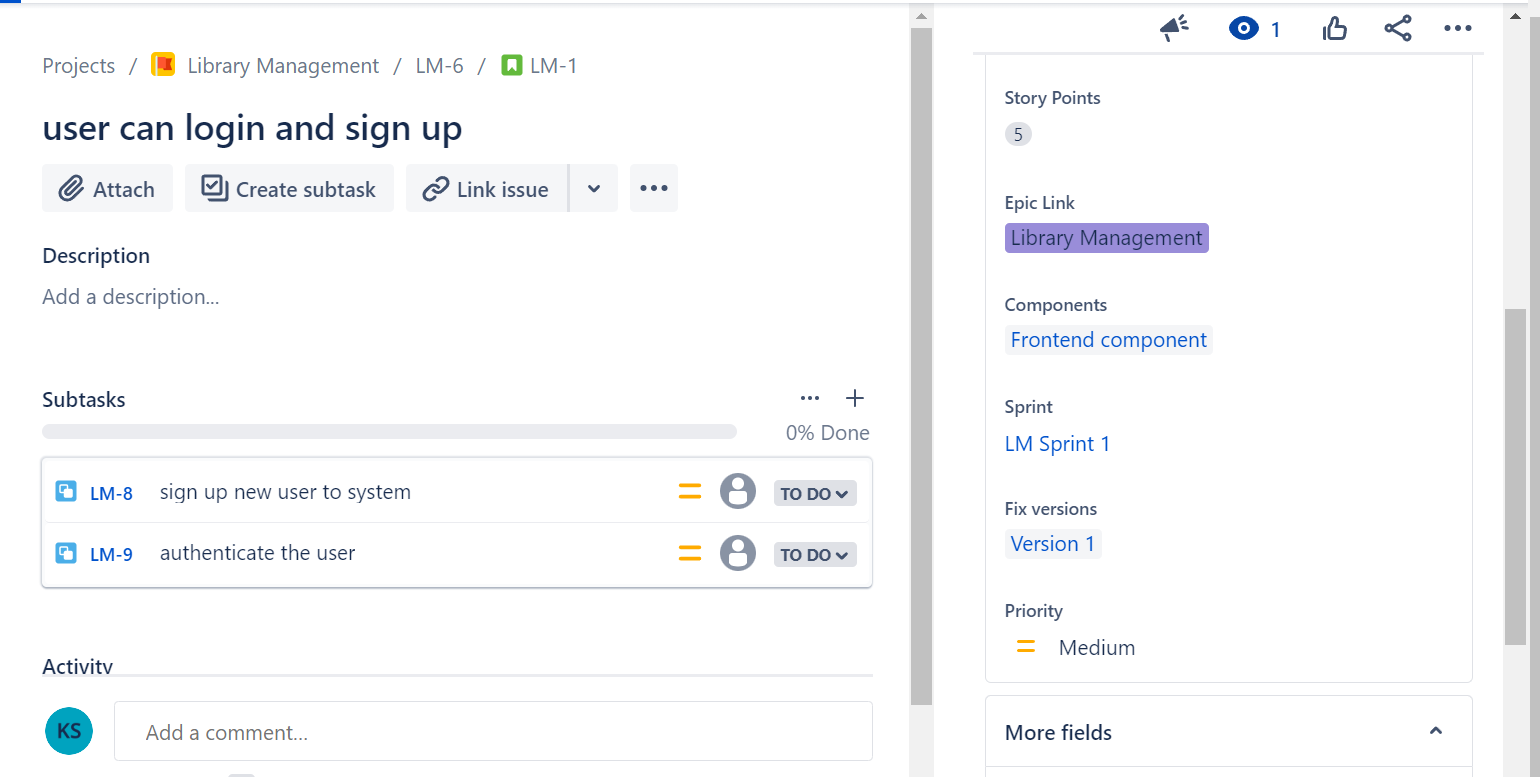 Projects / Library Management / LM-6 / LM-1
user can login and sign up
Attach
Create subtask
Link issue
Description
Add a description...
Subtasks
0% Done
LM-8 sign up new user to system TO DO
LM-9 authenticate the user TO DO
Activity
KS
Add a comment...
1
Story Points
5
Epic Link
Library Management
Components
Frontend component
Sprint
LM Sprint 1
Fix versions
Version 1
Priority
Medium
More fields